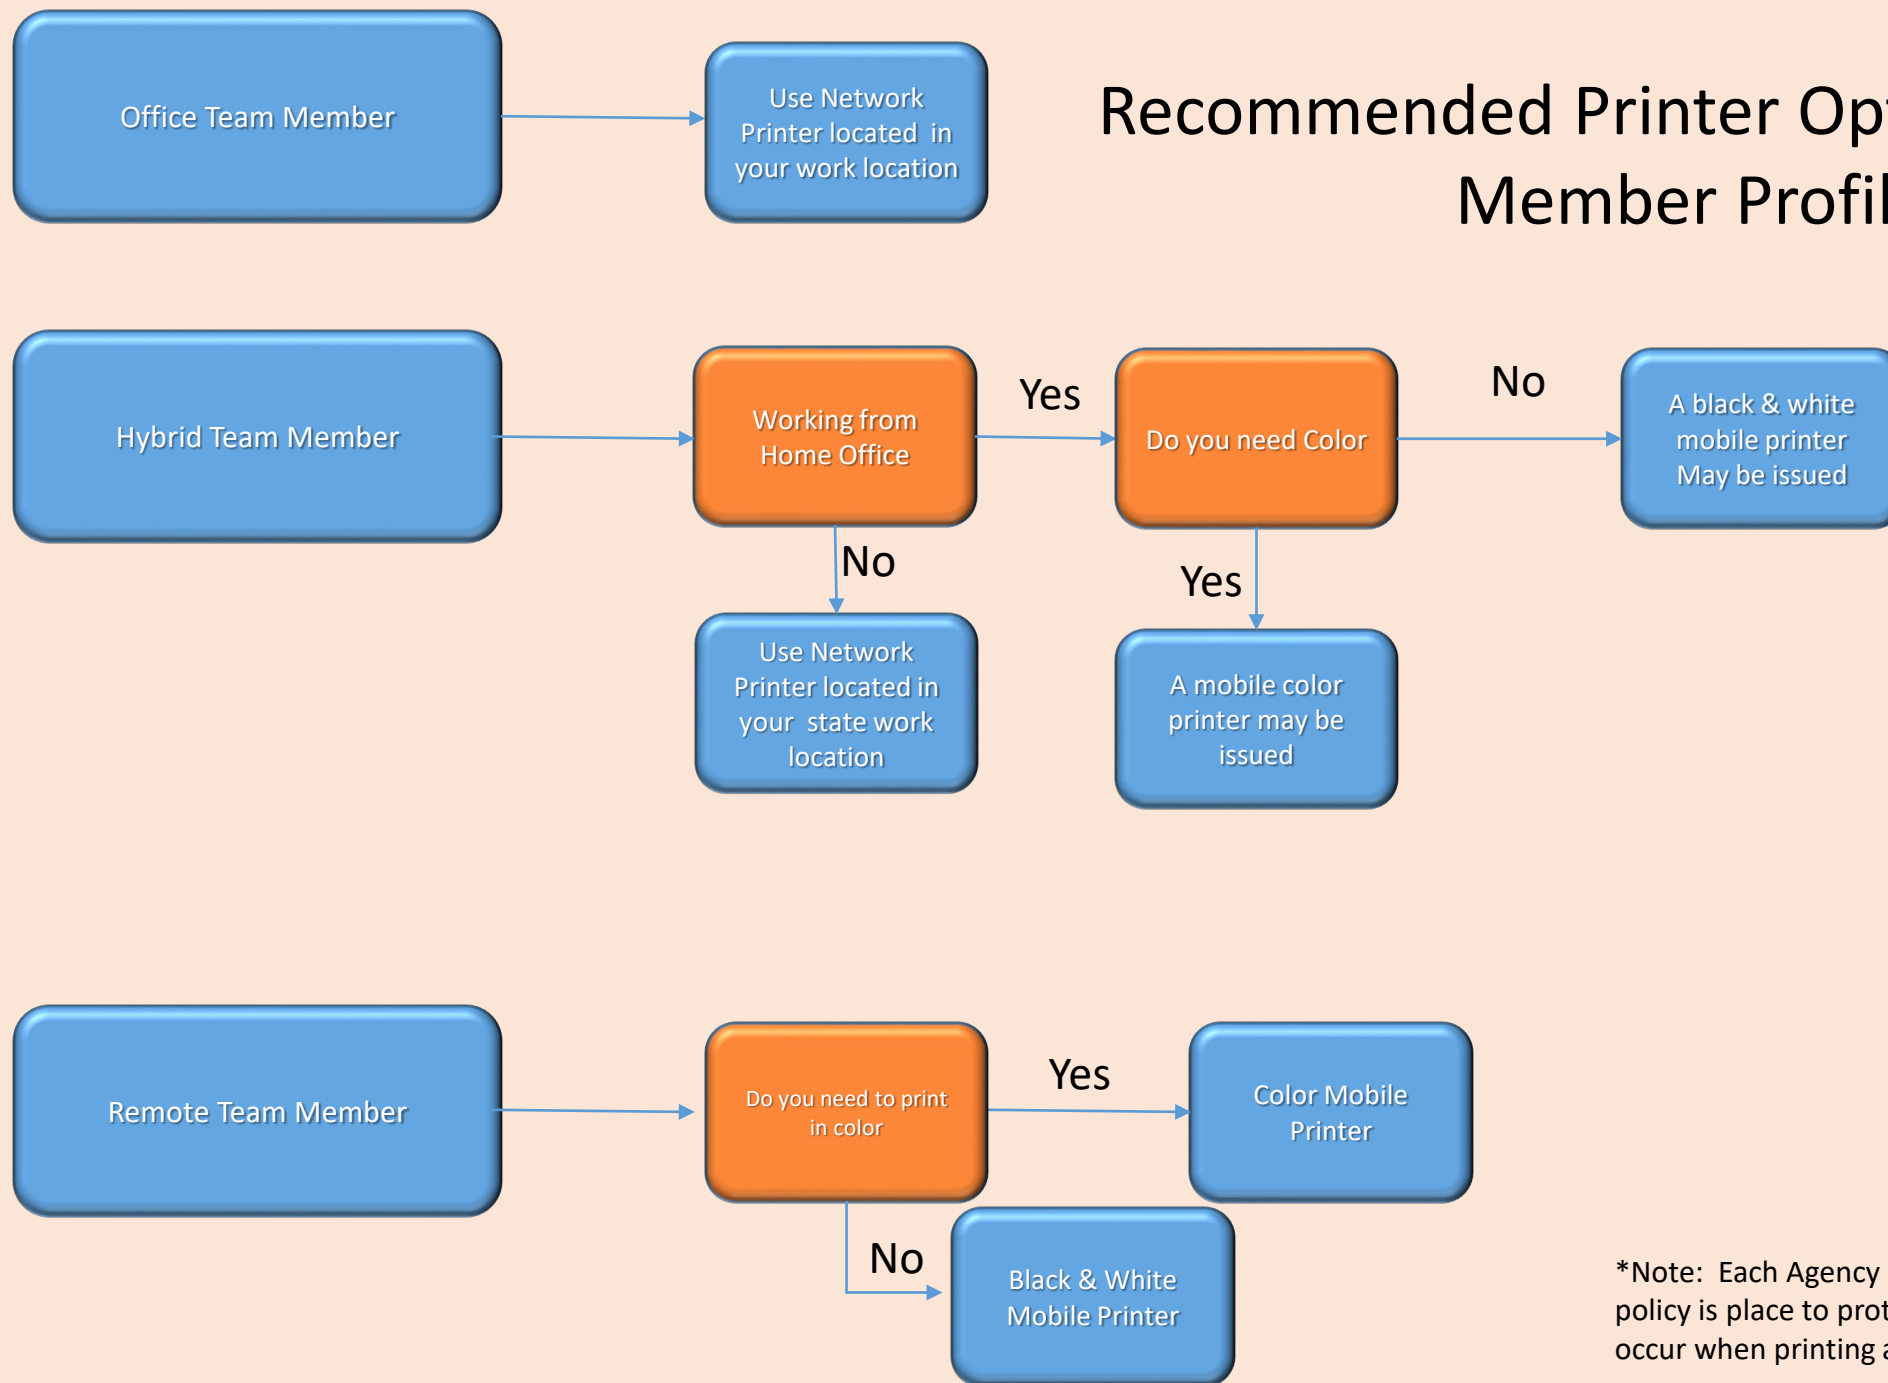 Office Team Member
Use Network
Printer located in
your work location
Recommended Printer Opt
Member Profil
Hybrid Team Member
Working from
Home Office
Yes
Do you need Color
No
A black & white
mobile printer
May be issued
No
Use Network
Printer located in
your state work
location
Yes
A mobile color
printer may be
issued
Remote Team Member
Do you need to print
in color
Yes
Color Mobile
Printer
No
Black & White
Mobile Printer
*Note: Each Agency
policy is place to prot
occur when printing a